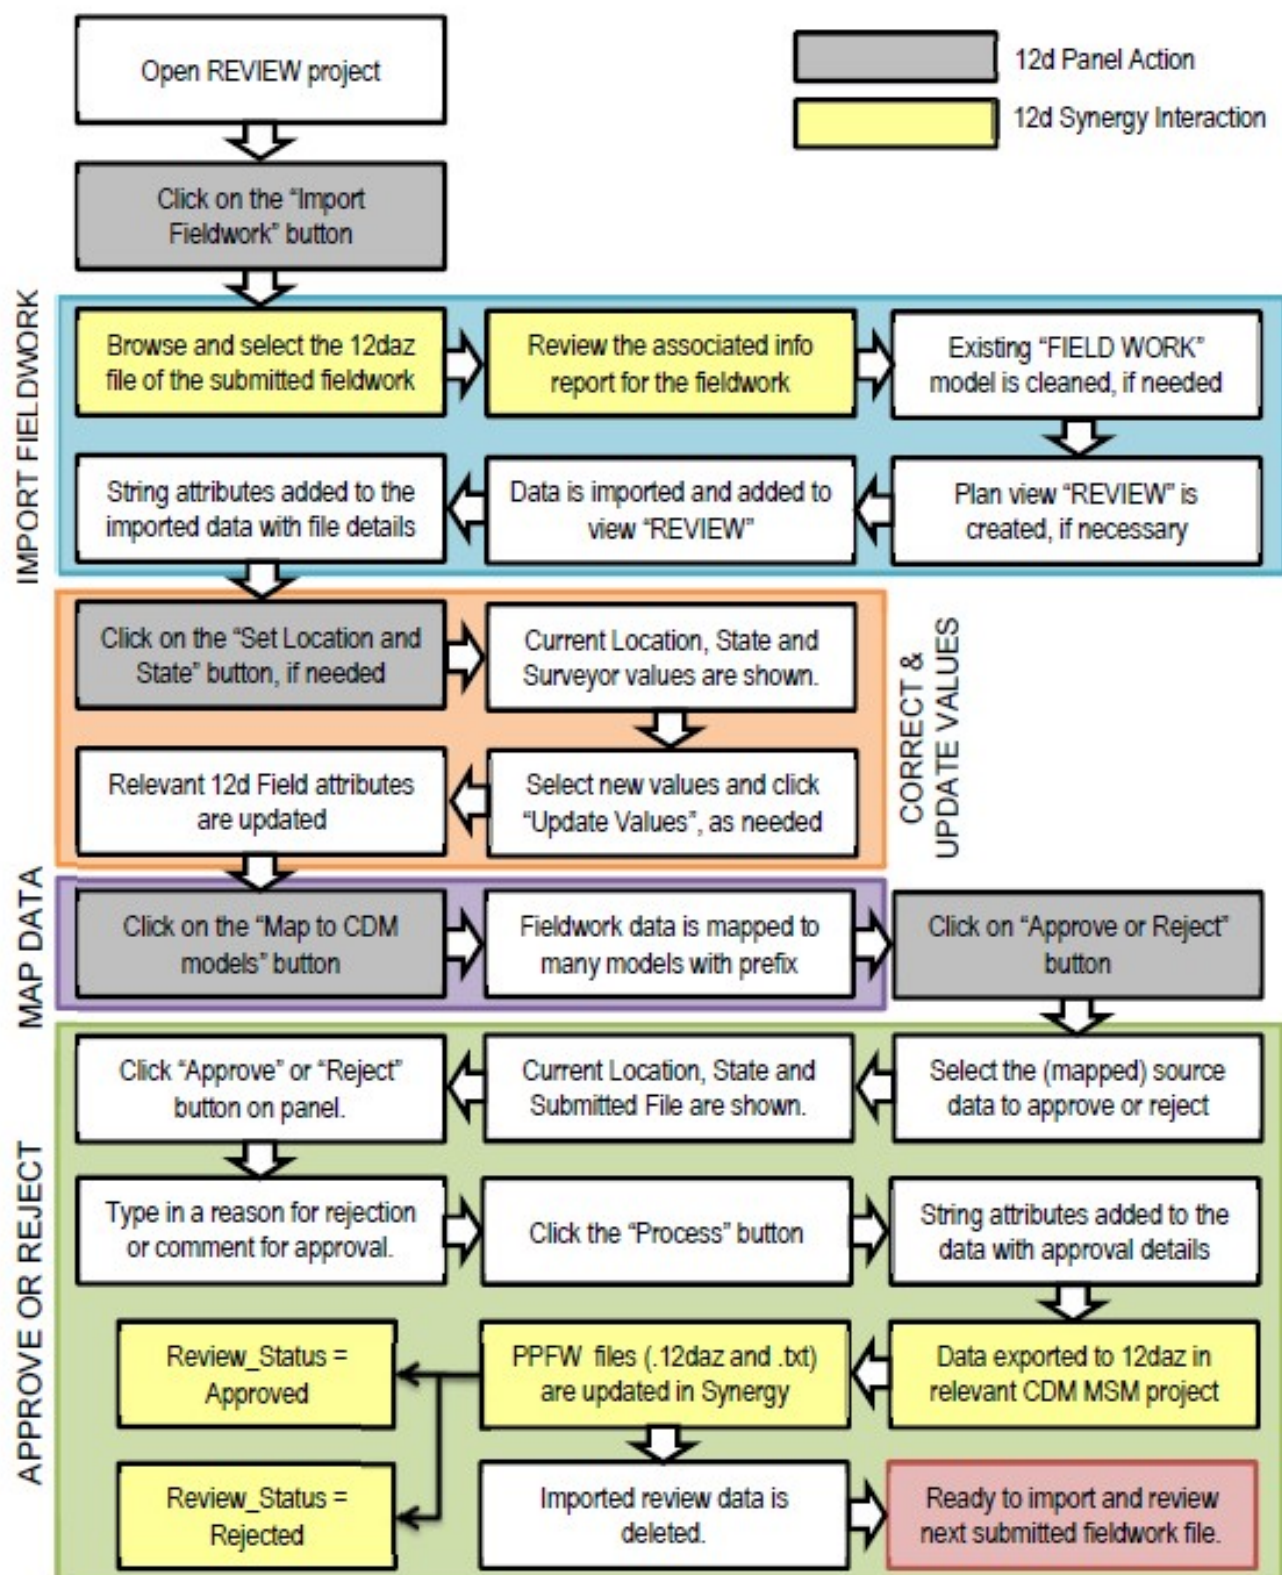 Open REVIEW project
12d Panel Action
12d Synergy Interaction
Click on the “Import
Fieldwork” button
IMPORT FIELDWORK
Browse and select the 12daz
file of the submitted fieldwork
Review the associated info
report for the fieldwork
Existing “FIELD WORK”
model is cleaned, if needed
Plan view “REVIEW” is
created, if necessary
Data is imported and added to
view “REVIEW”
String attributes added to the
imported data with file details
CORRECT &
UPDATE VALUES
Click on the “Set Location and
State” button, if needed
Current Location, State and
Surveyor values are shown.
Select new values and click
“Update Values”, as needed
Relevant 12d Field attributes
are updated
MAP DATA
Click on the “Map to CDM
models” button
Fieldwork data is mapped to
many models with prefix
Click on “Approve or Reject”
button
APPROVE OR REJECT
Select the (mapped) source
data to approve or reject
Current Location, State and
Submitted File are shown.
Click “Approve” or “Reject”
button on panel.
Type in a reason for rejection
or comment for approval.
Click the “Process” button
String attributes added to the
data with approval details
Data exported to 12daz in
relevant CDM MSM project
PPFW files (.12daz and .txt)
are updated in Synergy
Review_Status =
Approved
Review_Status =
Rejected
Imported review data is
deleted.
Ready to import and review
next submitted fieldwork file.